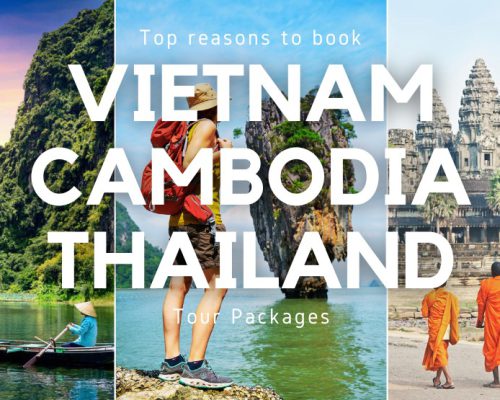 Top reasons to book
VIETNAM
CAMBODIA
THAILAND
Tour Packages